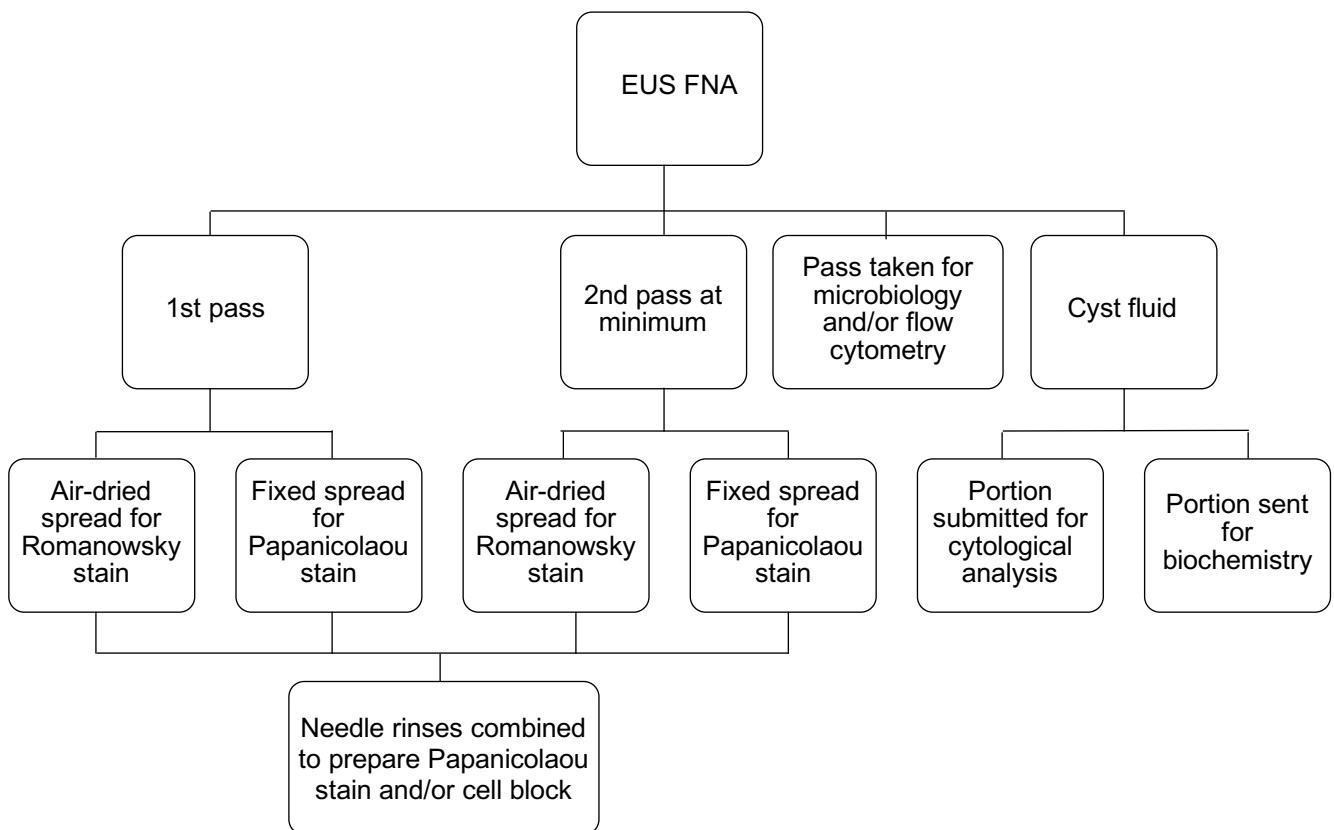 EUS FNA
1st pass
2nd pass at
minimum
Pass taken for
microbiology
and/or flow
cytometry
Cyst fluid
Air-dried
spread for
Romanowsky
stain
Fixed spread
for
Papanicolaou
stain
Air-dried
spread for
Romanowsky
stain
Fixed spread
for
Papanicolaou
stain
Portion
submitted for
cytological
analysis
Portion sent
for
biochemistry
Needle rinses combined
to prepare Papanicolaou
stain and/or cell block